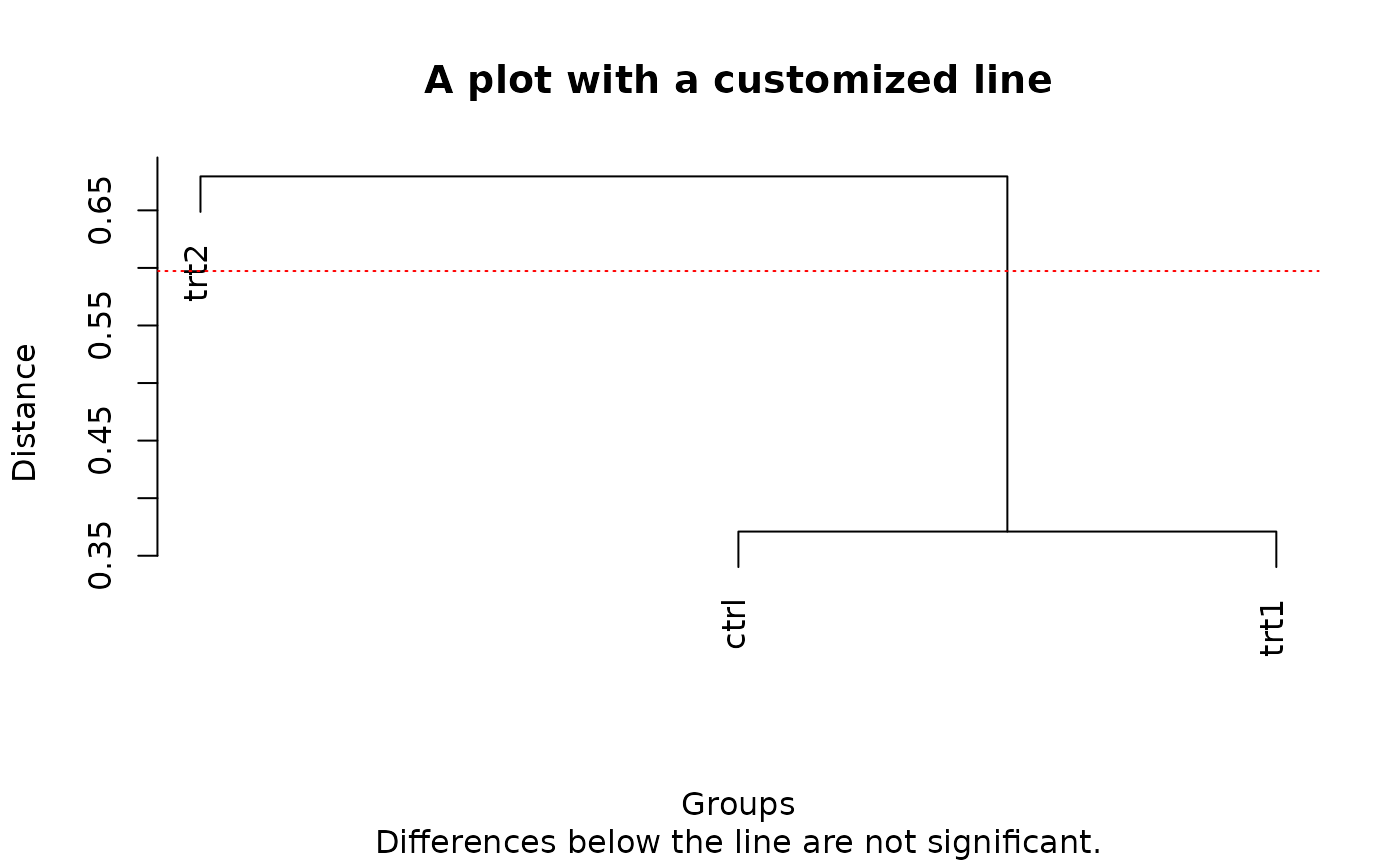 A plot with a customized line
Distance
0.65
0.55
0.45
0.35
trt2
ctrl
trt1
Groups
Differences below the line are not significant.